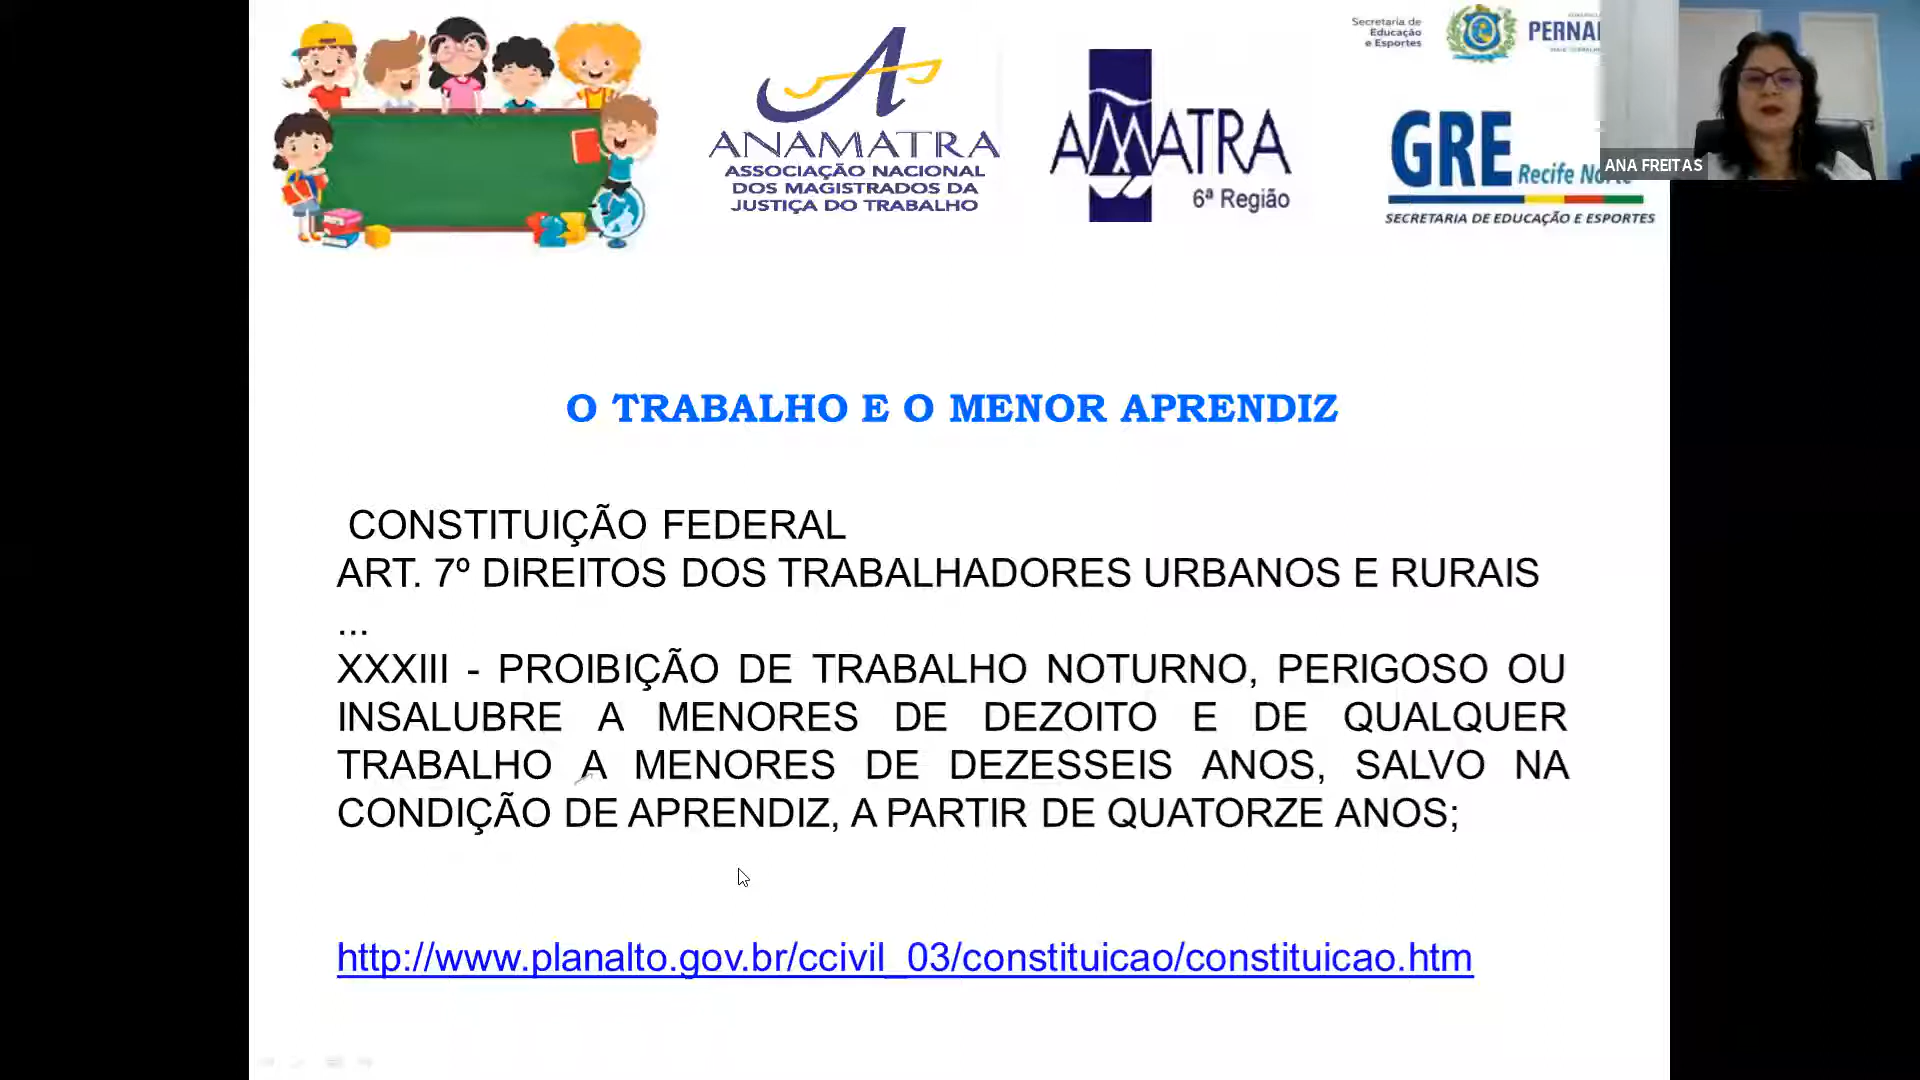 Secretaria de
Educação
e Esportes
ANAMATRA
ASSOCIAÇÃO NACIONAL
DOS MAGISTRADOS DA
JUSTIÇA DO TRABALHO
AMATRA
6ª Região
GRE Recife Norte
SECRETARIA DE EDUCAÇÃO E ESPORTES
ANA FREITAS
123
O TRABALHO E O MENOR APRENDIZ
CONSTITUIÇÃO FEDERAL
ART. 7º DIREITOS DOS TRABALHADORES URBANOS E RURAIS
...
XXXIII - PROIBIÇÃO DE TRABALHO NOTURNO, PERIGOSO OU
INSALUBRE A MENORES DE DEZOITO E DE QUALQUER
TRABALHO A MENORES DE DEZESSEIS ANOS, SALVO NA
CONDIÇÃO DE APRENDIZ, A PARTIR DE QUATORZE ANOS;
http://www.planalto.gov.br/ccivil_03/constituicao/constituicao.htm